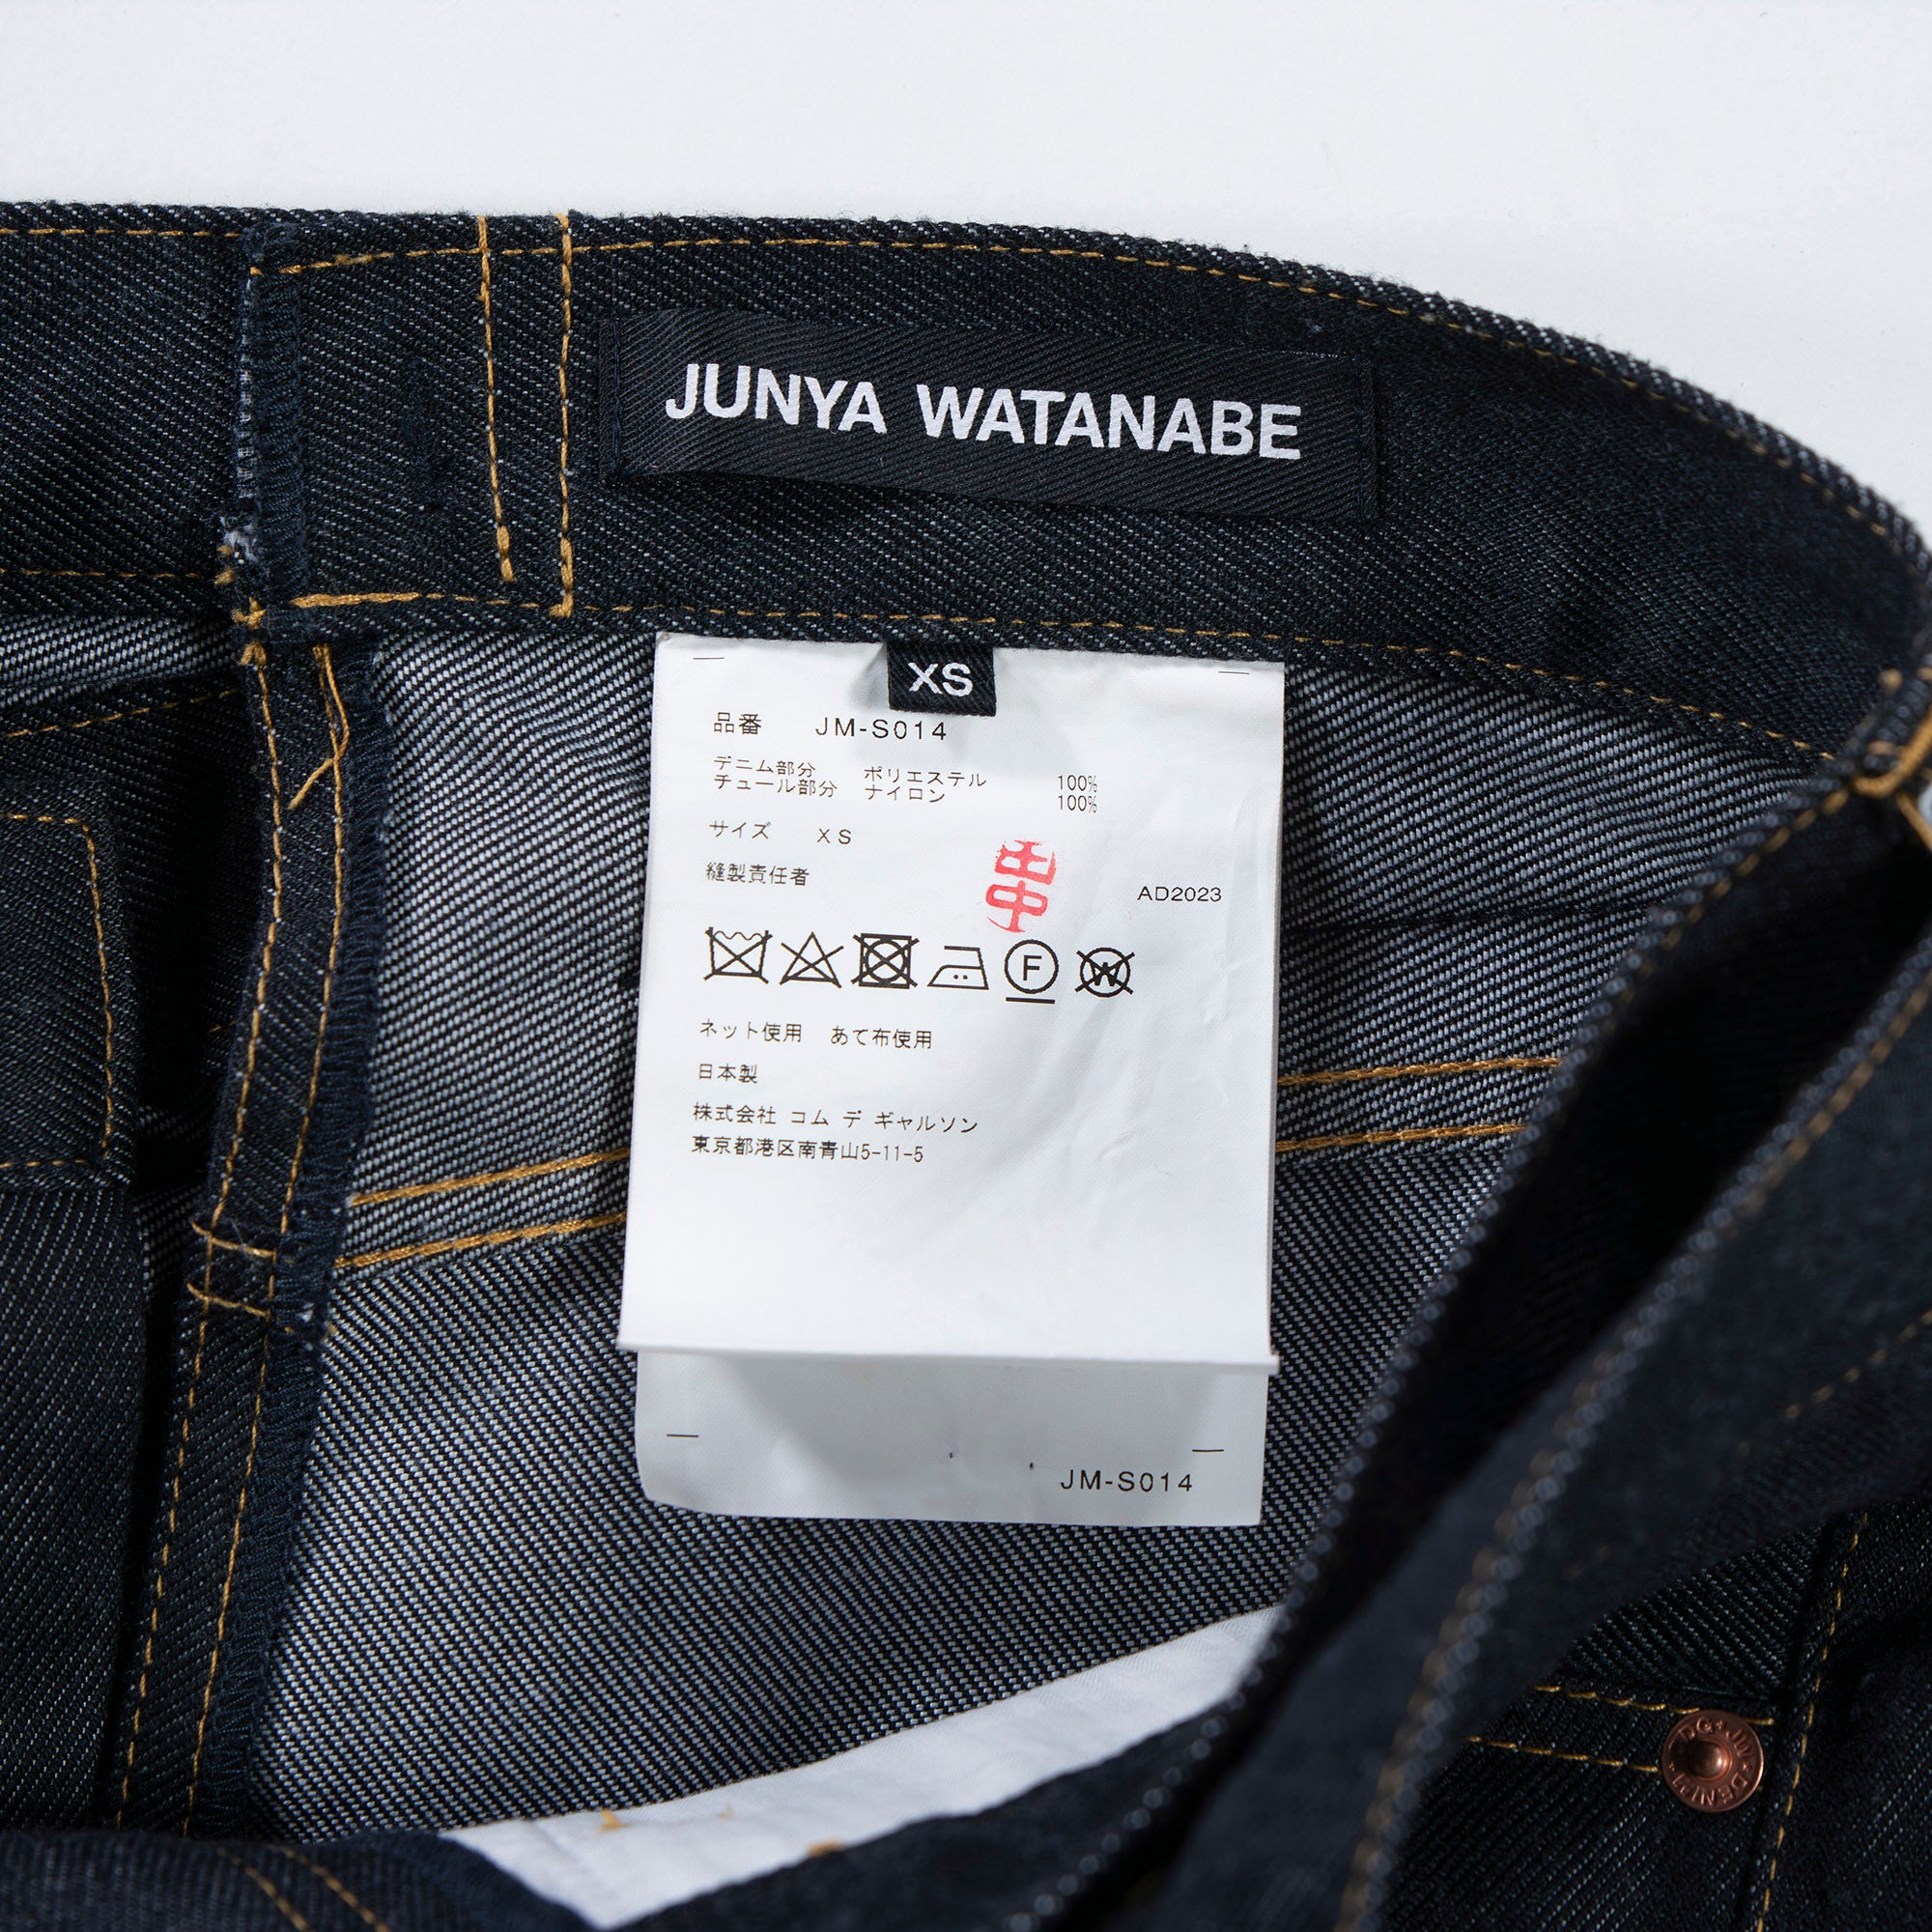 JUNYA WATANABE
XS
品番 JM-S014
デニム部分 ポリエステル 100%
チュール部分 ナイロン 100%
サイズ XS
縫製責任者
AD2023
F W
ネット使用 あて布使用
日本製
株式会社 コム デ ギャルソン
東京都港区南青山5-11-5
JM-S014